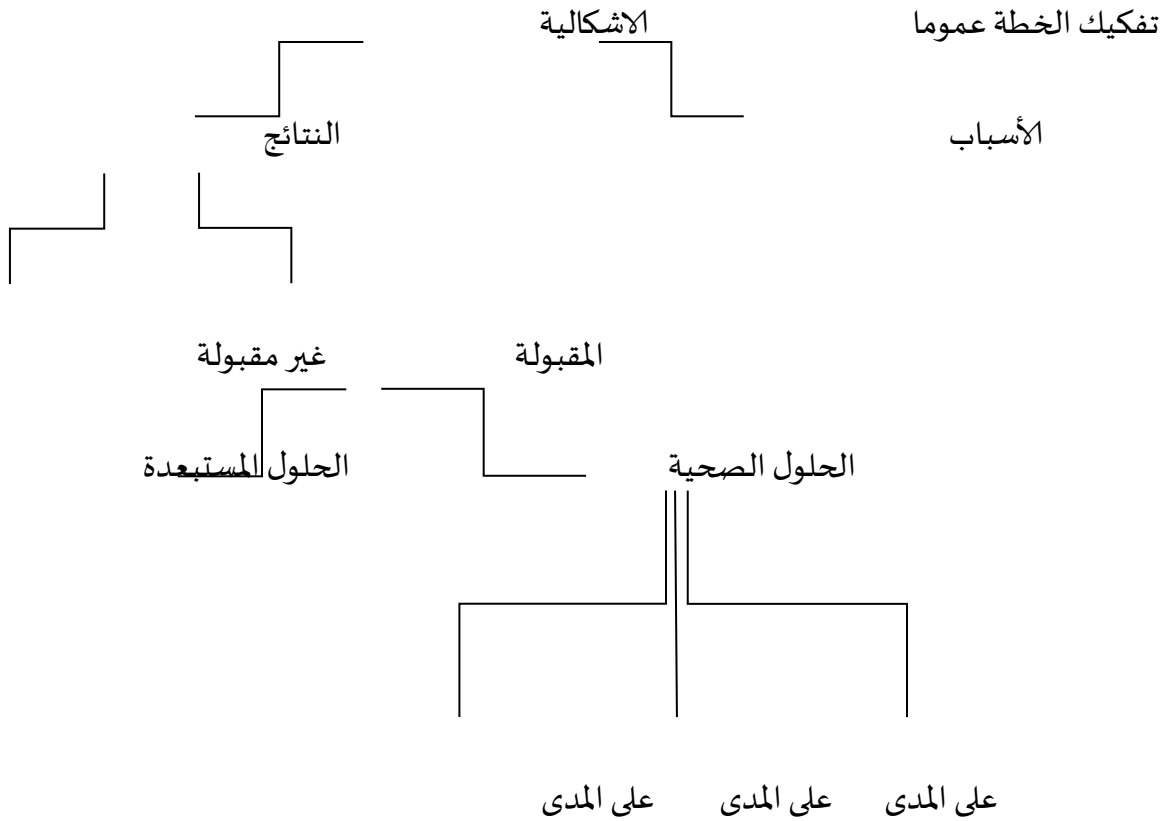 تفكيك الخطة عموما الاشكالية
الأسباب النتائج
المقبولة غير مقبولة
الحلول الصحية الحلول المستبعدة
على المدى على المدى على المدى